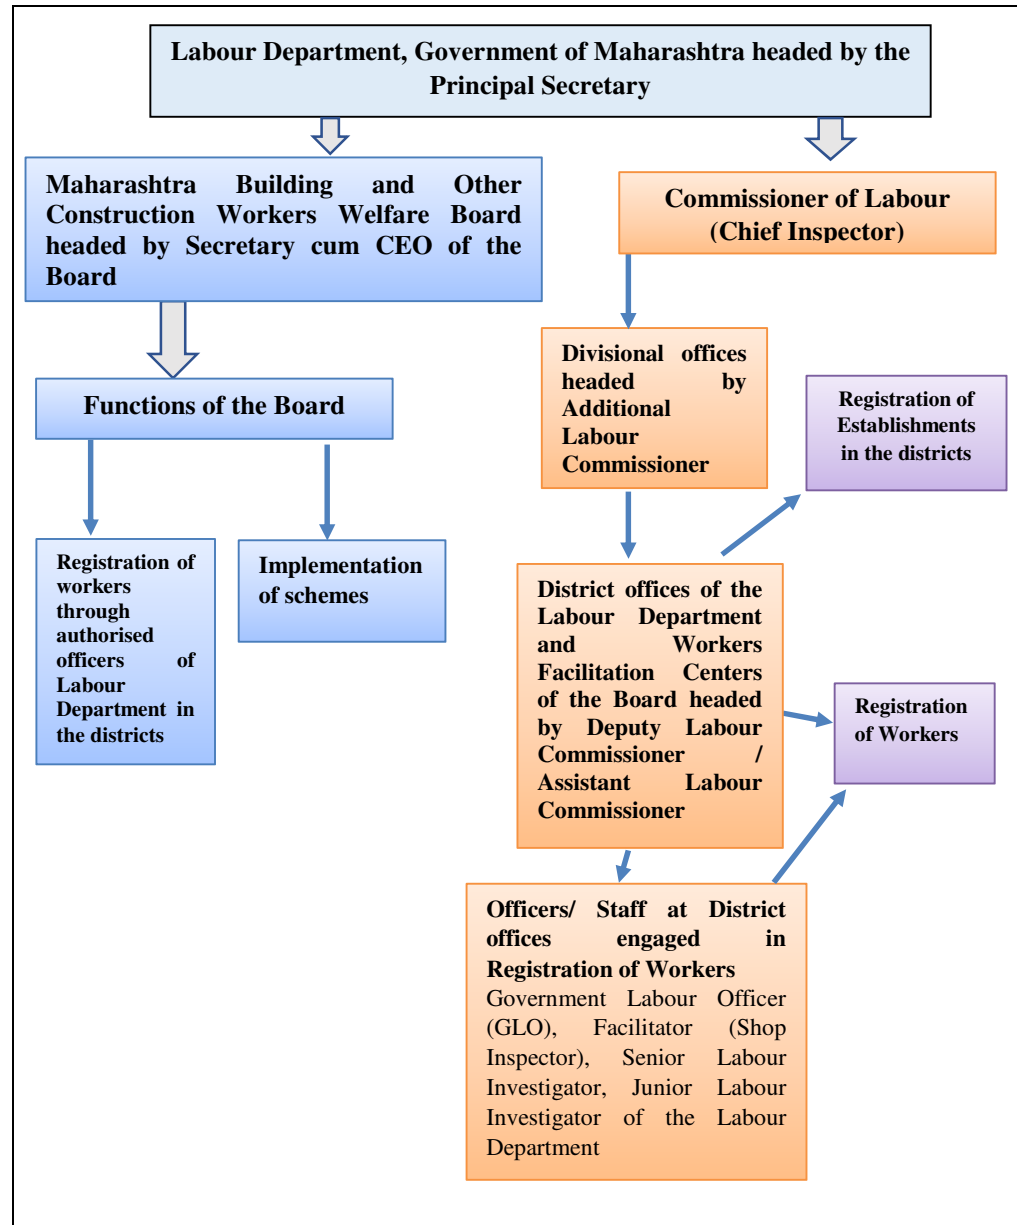 Labour Department, Government of Maharashtra headed by the
Principal Secretary
Maharashtra Building and Other
Construction Workers Welfare Board
headed by Secretary cum CEO of the
Board
Commissioner of Labour
(Chief Inspector)
Functions of the Board
Divisional offices
headed by
Additional
Labour
Commissioner
Registration of
Establishments
in the districts
Registration of
workers
through
authorised
officers of
Labour
Department in
the districts
Implementation
of schemes
District offices of the
Labour Department
and Workers
Facilitation Centers
of the Board headed
by Deputy Labour
Commissioner /
Assistant Labour
Commissioner
Registration
of Workers
Officers/ Staff at District
offices engaged in
Registration of Workers
Government Labour Officer
(GLO), Facilitator (Shop
Inspector), Senior Labour
Investigator, Junior Labour
Investigator of the Labour
Department